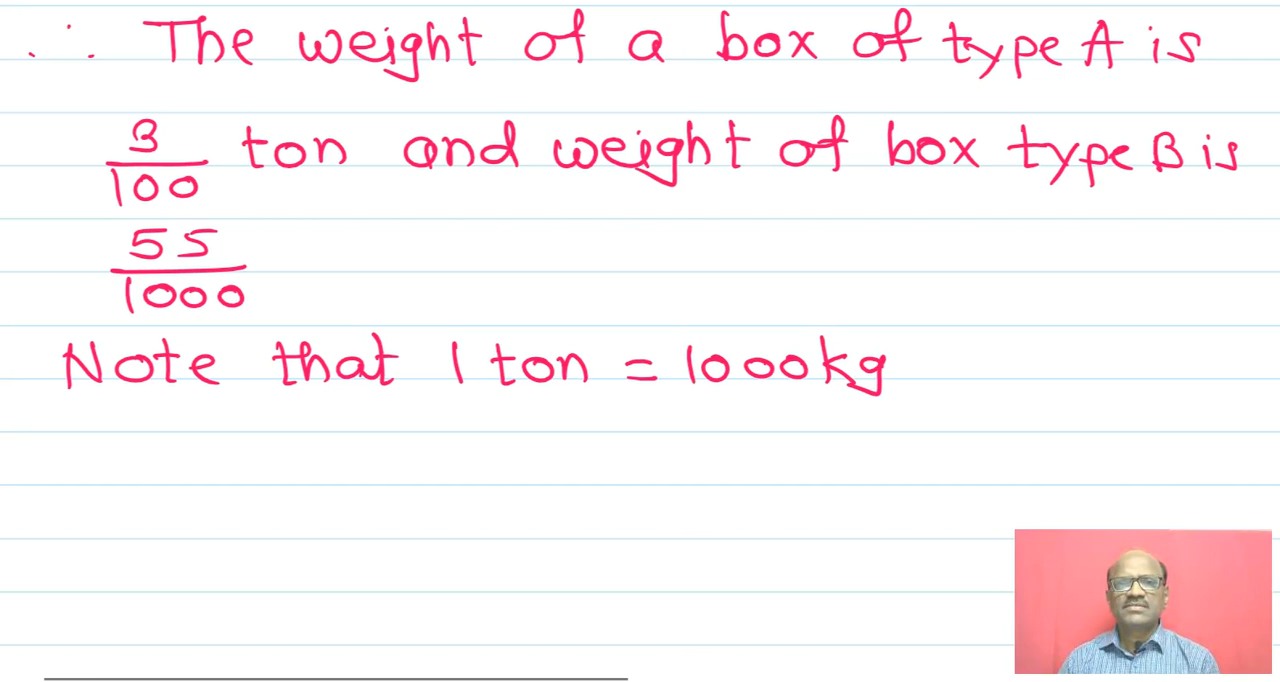 ∴ The weight of a box of type A is
3/100 ton and weight of box type B is
55/1000
Note that 1 ton = 1000kg